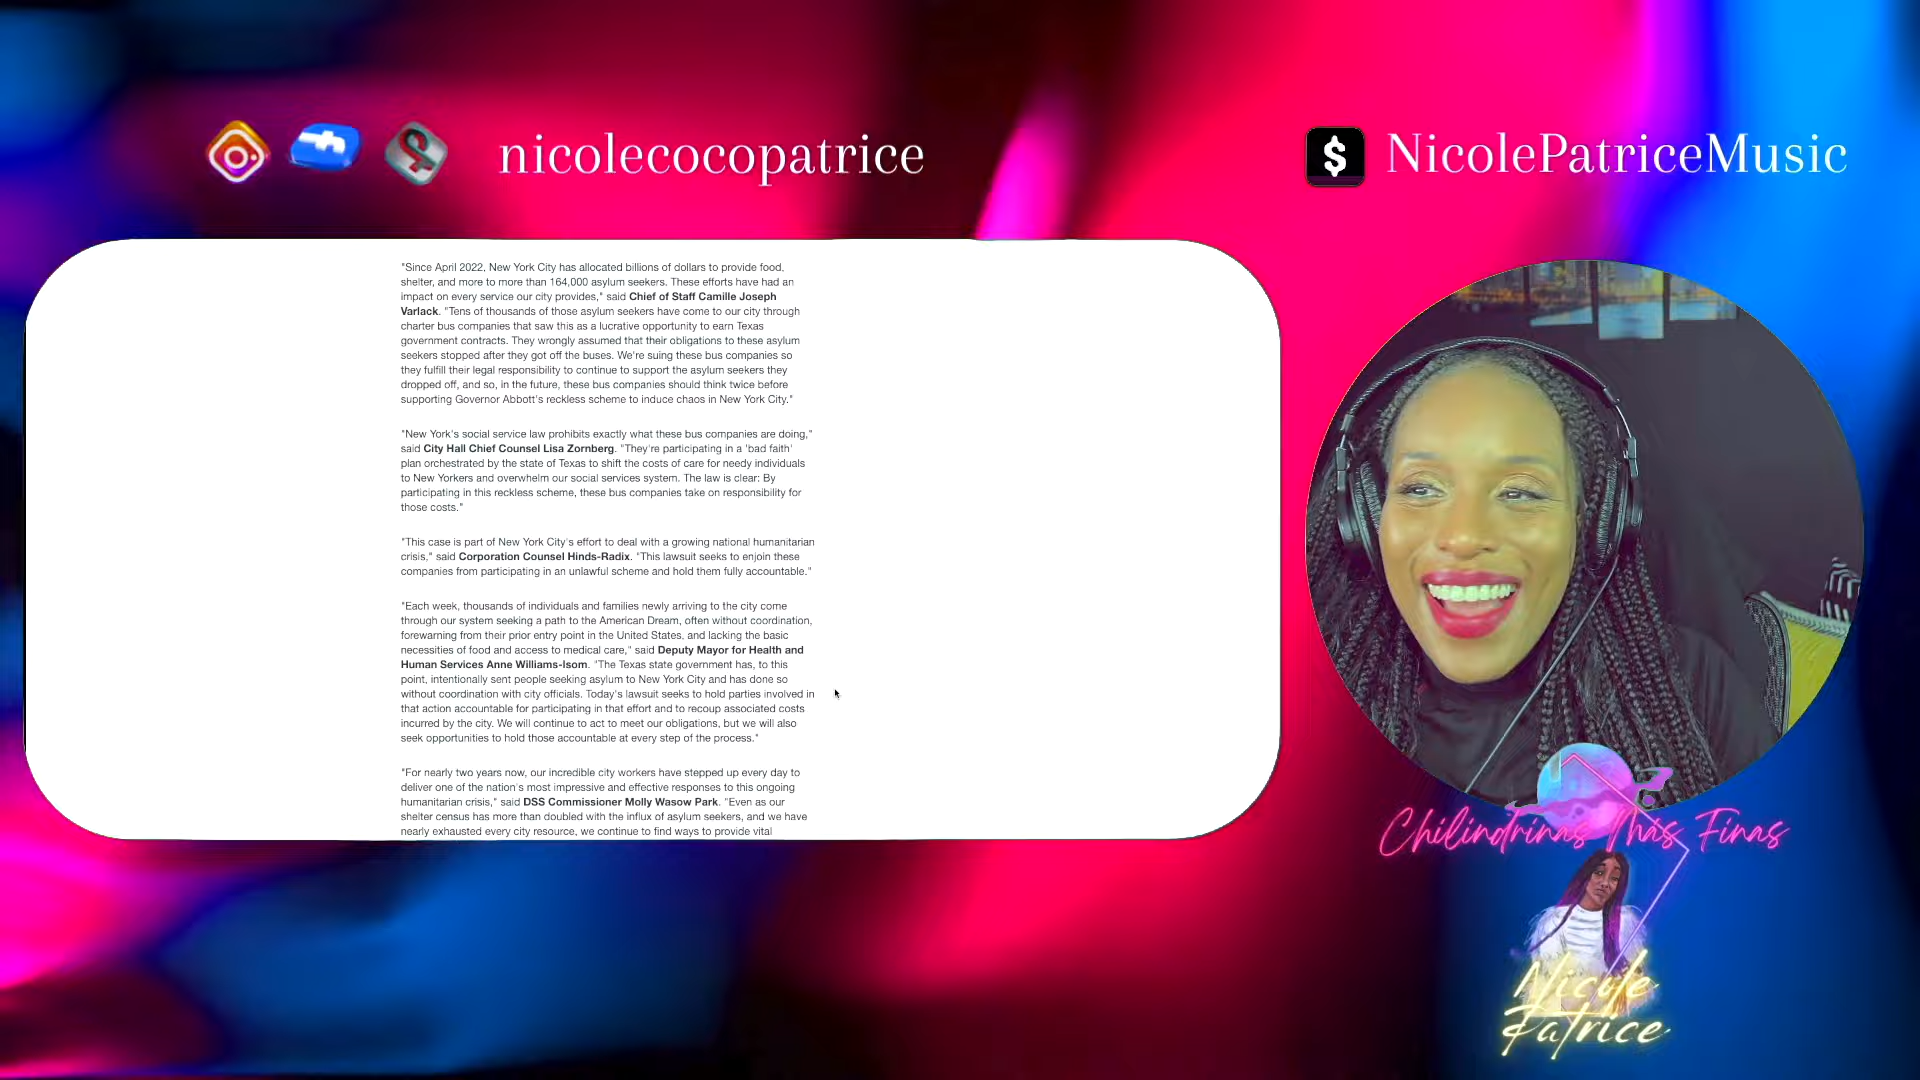 nicolecocopatrice
NicolePatriceMusic
"Since April 2022, New York City has allocated billions of dollars to provide food,
shelter, and more to more than 164,000 asylum seekers. These efforts have had an
impact on every service our city provides," said Chief of Staff Camille Joseph
Varlack. "Tens of thousands of those asylum seekers have come to our city through
charter bus companies that saw this as a lucrative opportunity to earn Texas
government contracts. They wrongly assumed that their obligations to these asylum
seekers stopped after they got off the buses. We're suing these bus companies so
they fulfill their legal responsibility to continue to support the asylum seekers they
dropped off, and so, in the future, these bus companies should think twice before
supporting Governor Abbott's reckless scheme to induce chaos in New York City."
"New York's social service law prohibits exactly what these bus companies are doing,"
said City Hall Chief Counsel Lisa Zornberg. "They're participating in a 'bad faith'
plan orchestrated by the state of Texas to shift the costs of care for needy individuals
to New Yorkers and overwhelm our social services system. The law is clear: By
participating in this reckless scheme, these bus companies take on responsibility for
those costs."
"This case is part of New York City's effort to deal with a growing national humanitarian
crisis," said Corporation Counsel Hinds-Radix. "This lawsuit seeks to enjoin these
companies from participating in an unlawful scheme and hold them fully accountable."
"Each week, thousands of individuals and families newly arriving to the city come
through our system seeking a path to the American Dream, often without coordination,
forewarning from their prior entry point in the United States, and lacking the basic
necessities of food and access to medical care," said Deputy Mayor for Health and
Human Services Anne Williams-Isom. "The Texas state government has, to this
point, intentionally sent people seeking asylum to New York City and has done so
without coordination with city officials. Today's lawsuit seeks to hold parties involved in
that action accountable for participating in that effort and to recoup associated costs
incurred by the city. We will continue to act to meet our obligations, but we will also
seek opportunities to hold those accountable at every step of the process."
"For nearly two years now, our incredible city workers have stepped up every day to
deliver one of the nation's most impressive and effective responses to this ongoing
humanitarian crisis," said DSS Commissioner Molly Wasow Park. "Even as our
shelter census has more than doubled with the influx of asylum seekers, and we have
nearly exhausted every city resource, we continue to find ways to provide vital
Chilindrinas Más Finas
Nicole
Patrice